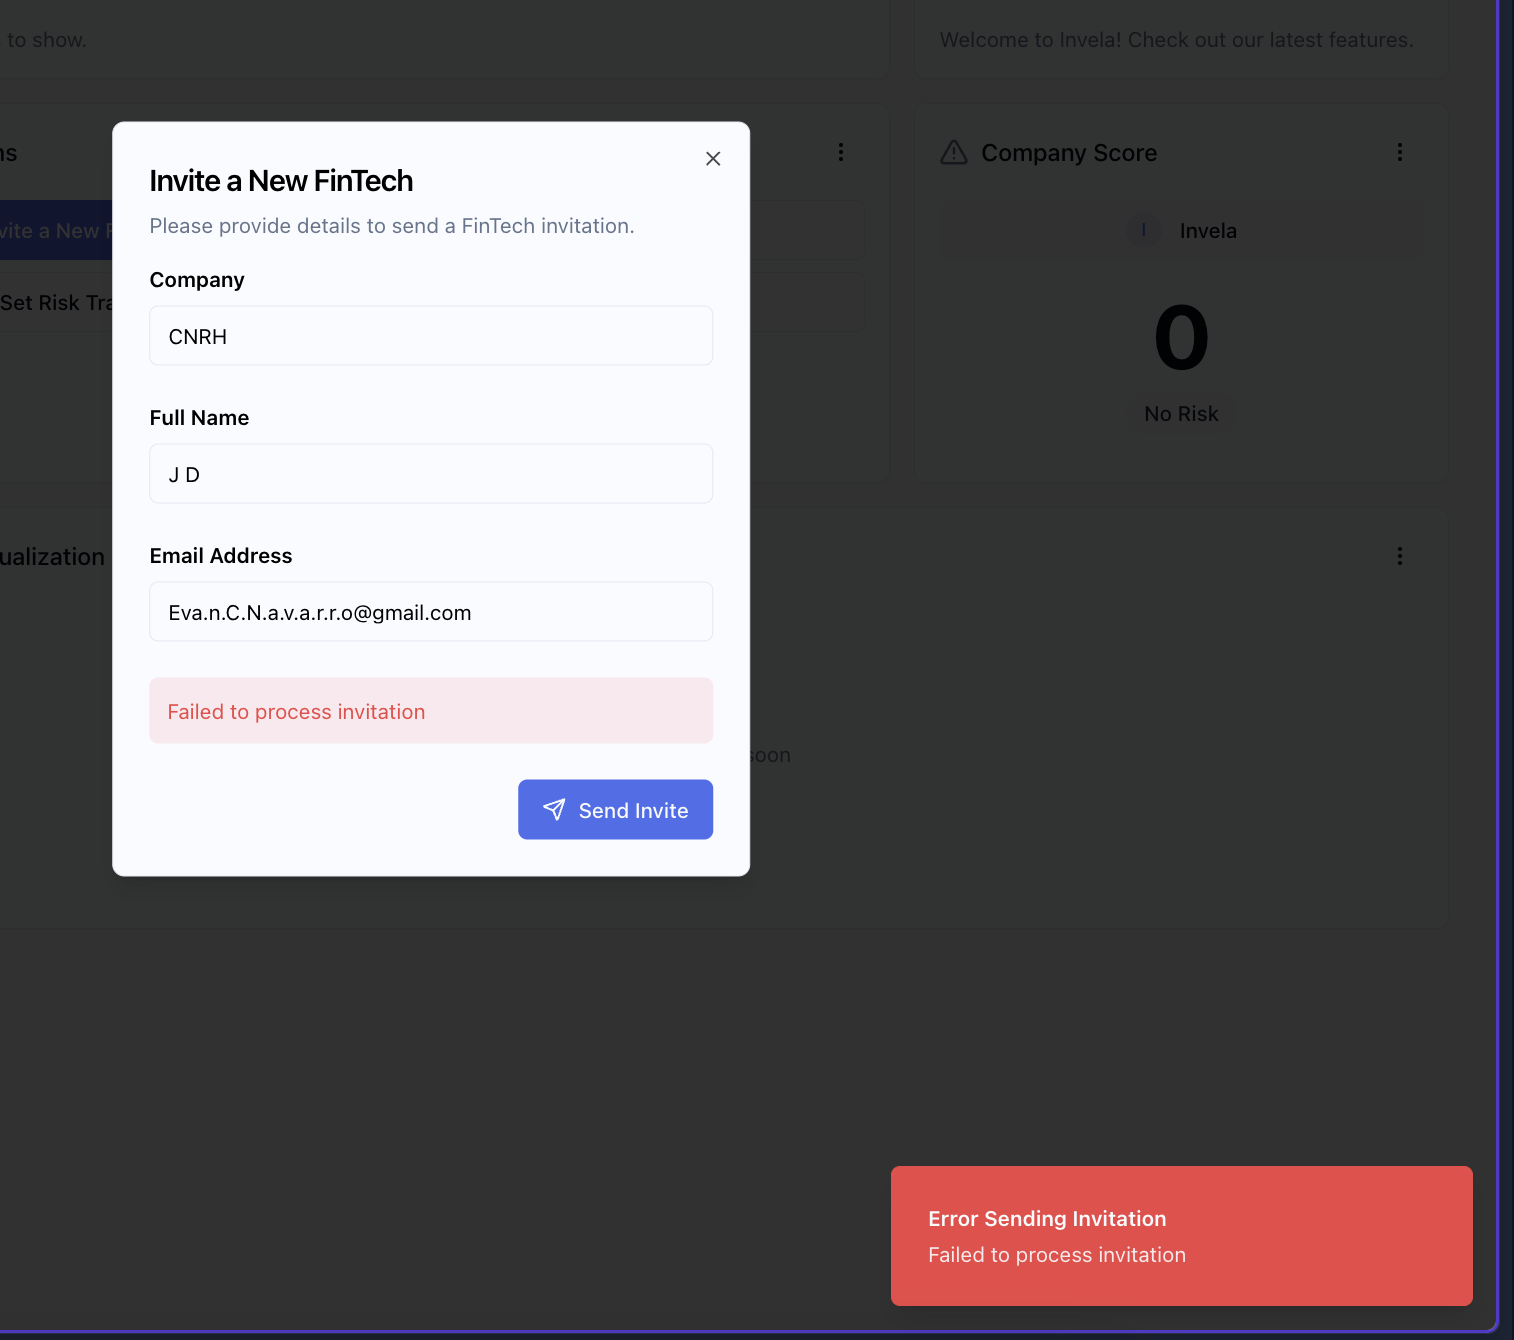 to show.
Welcome to Invela! Check out our latest features.
ns
Company Score
Invite a New FinTech
Please provide details to send a FinTech invitation.
vite a New F
I
Invela
Company
Set Risk Tra
CNRH
0
No Risk
Full Name
J D
ualization
Email Address
Eva.n.C.N.a.v.a.r.r.o@gmail.com
Failed to process invitation
soon
Send Invite
Error Sending Invitation
Failed to process invitation